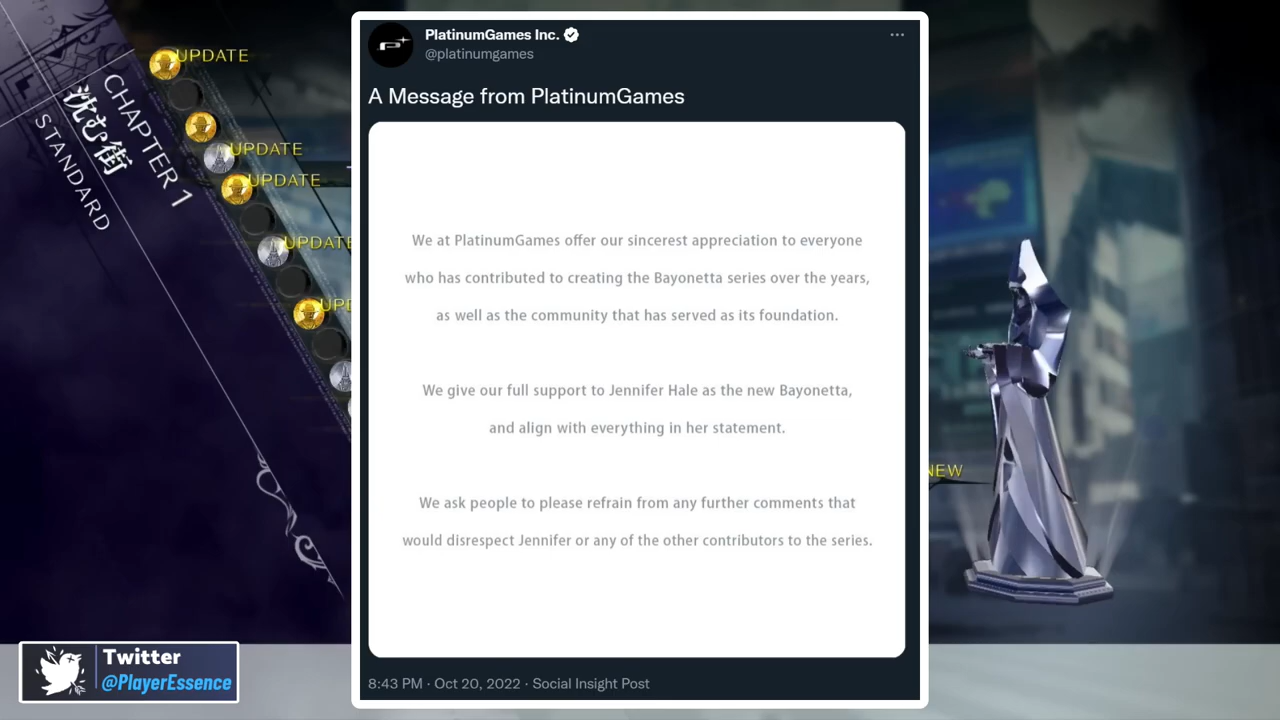 UPDATE
CHAPTER 1
沈む街
STANDARD
UPDATE
UPDATE
UPDATE
UP
NEW
PlatinumGames Inc.
@platinumgames
A Message from PlatinumGames
We at PlatinumGames offer our sincerest appreciation to everyone
who has contributed to creating the Bayonetta series over the years,
as well as the community that has served as its foundation.
We give our full support to Jennifer Hale as the new Bayonetta,
and align with everything in her statement.
We ask people to please refrain from any further comments that
would disrespect Jennifer or any of the other contributors to the series.
8:43 PM · Oct 20, 2022 · Social Insight Post
Twitter
@PlayerEssence